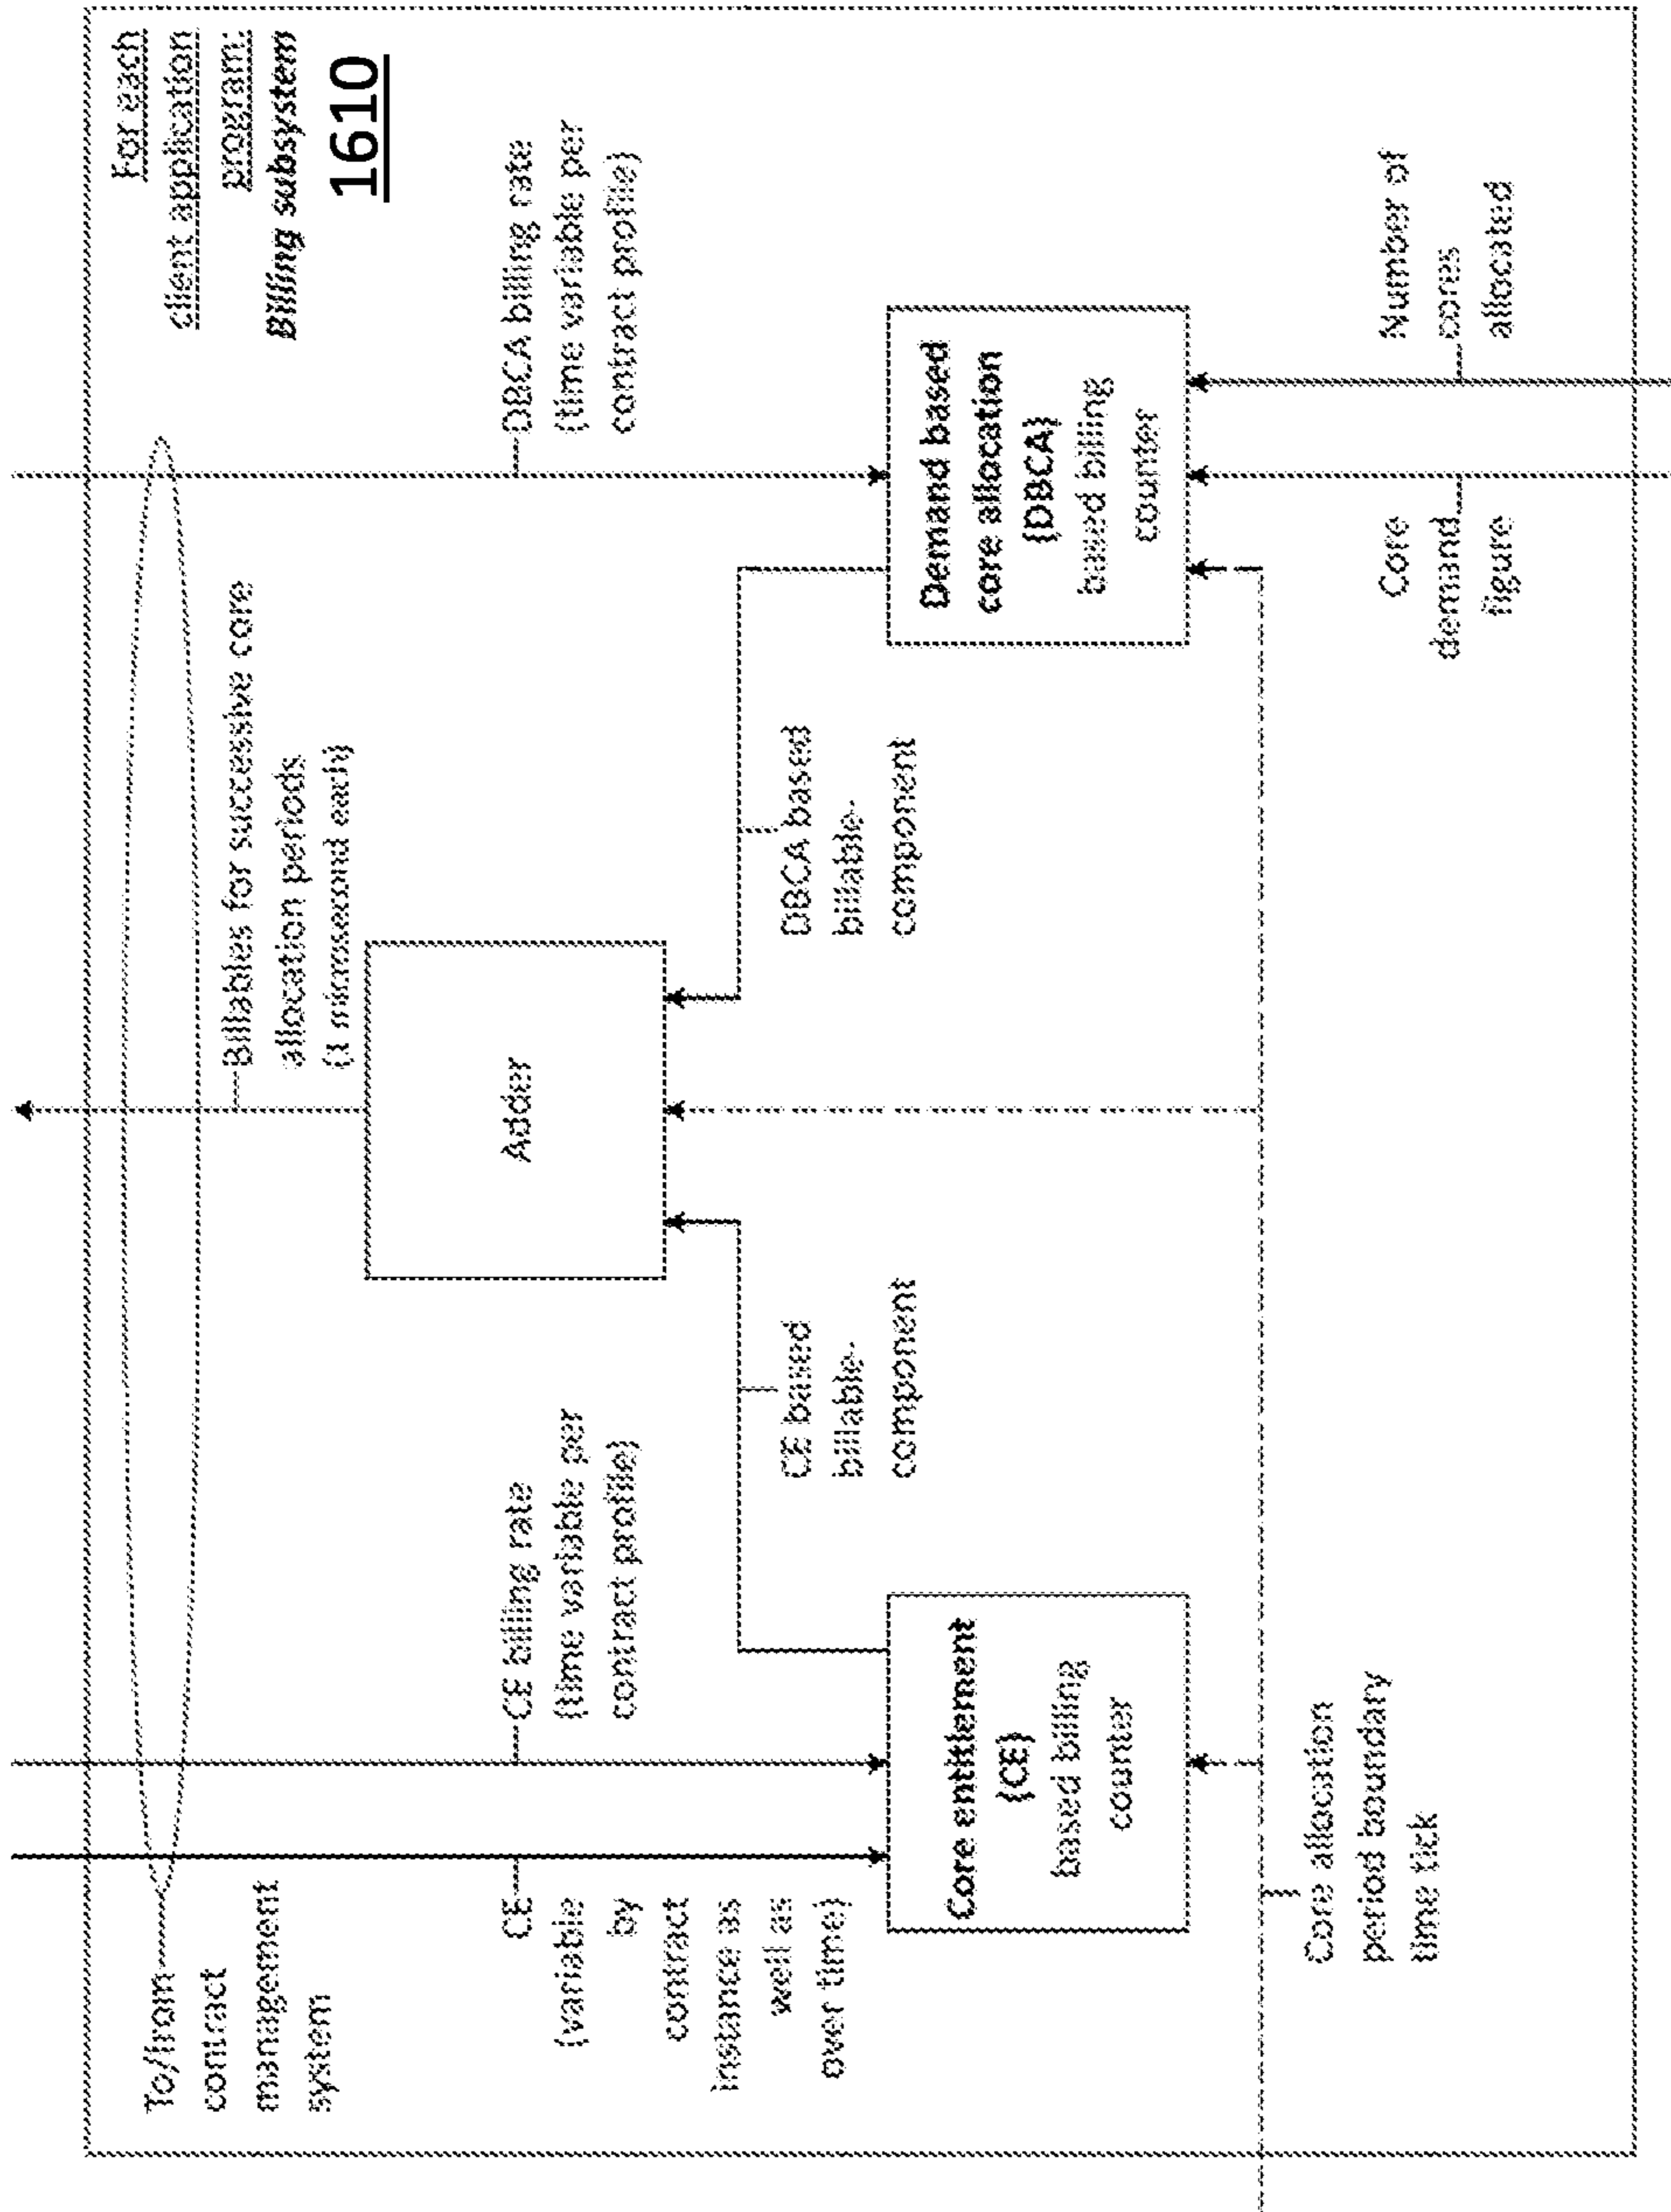 For each
client application
program:
Billing subsystem
1610
To/from
contract
management
system
Billables for successive core
allocation periods
(1 microsecond each)
CE
(variable
by
contract
instance as
well as
over time)
CE billing rate
(time variable per
contract profile)
DBCA billing rate
(time variable per
contract profile)
Adder
CE based
billable-
component
DBCA based
billable-
component
Core entitlement
(CE)
based billing
counter
Demand based
core allocation
(DBCA)
based billing
counter
Core allocation
period boundary
time tick
Core
demand
figure
Number of
cores
allocated